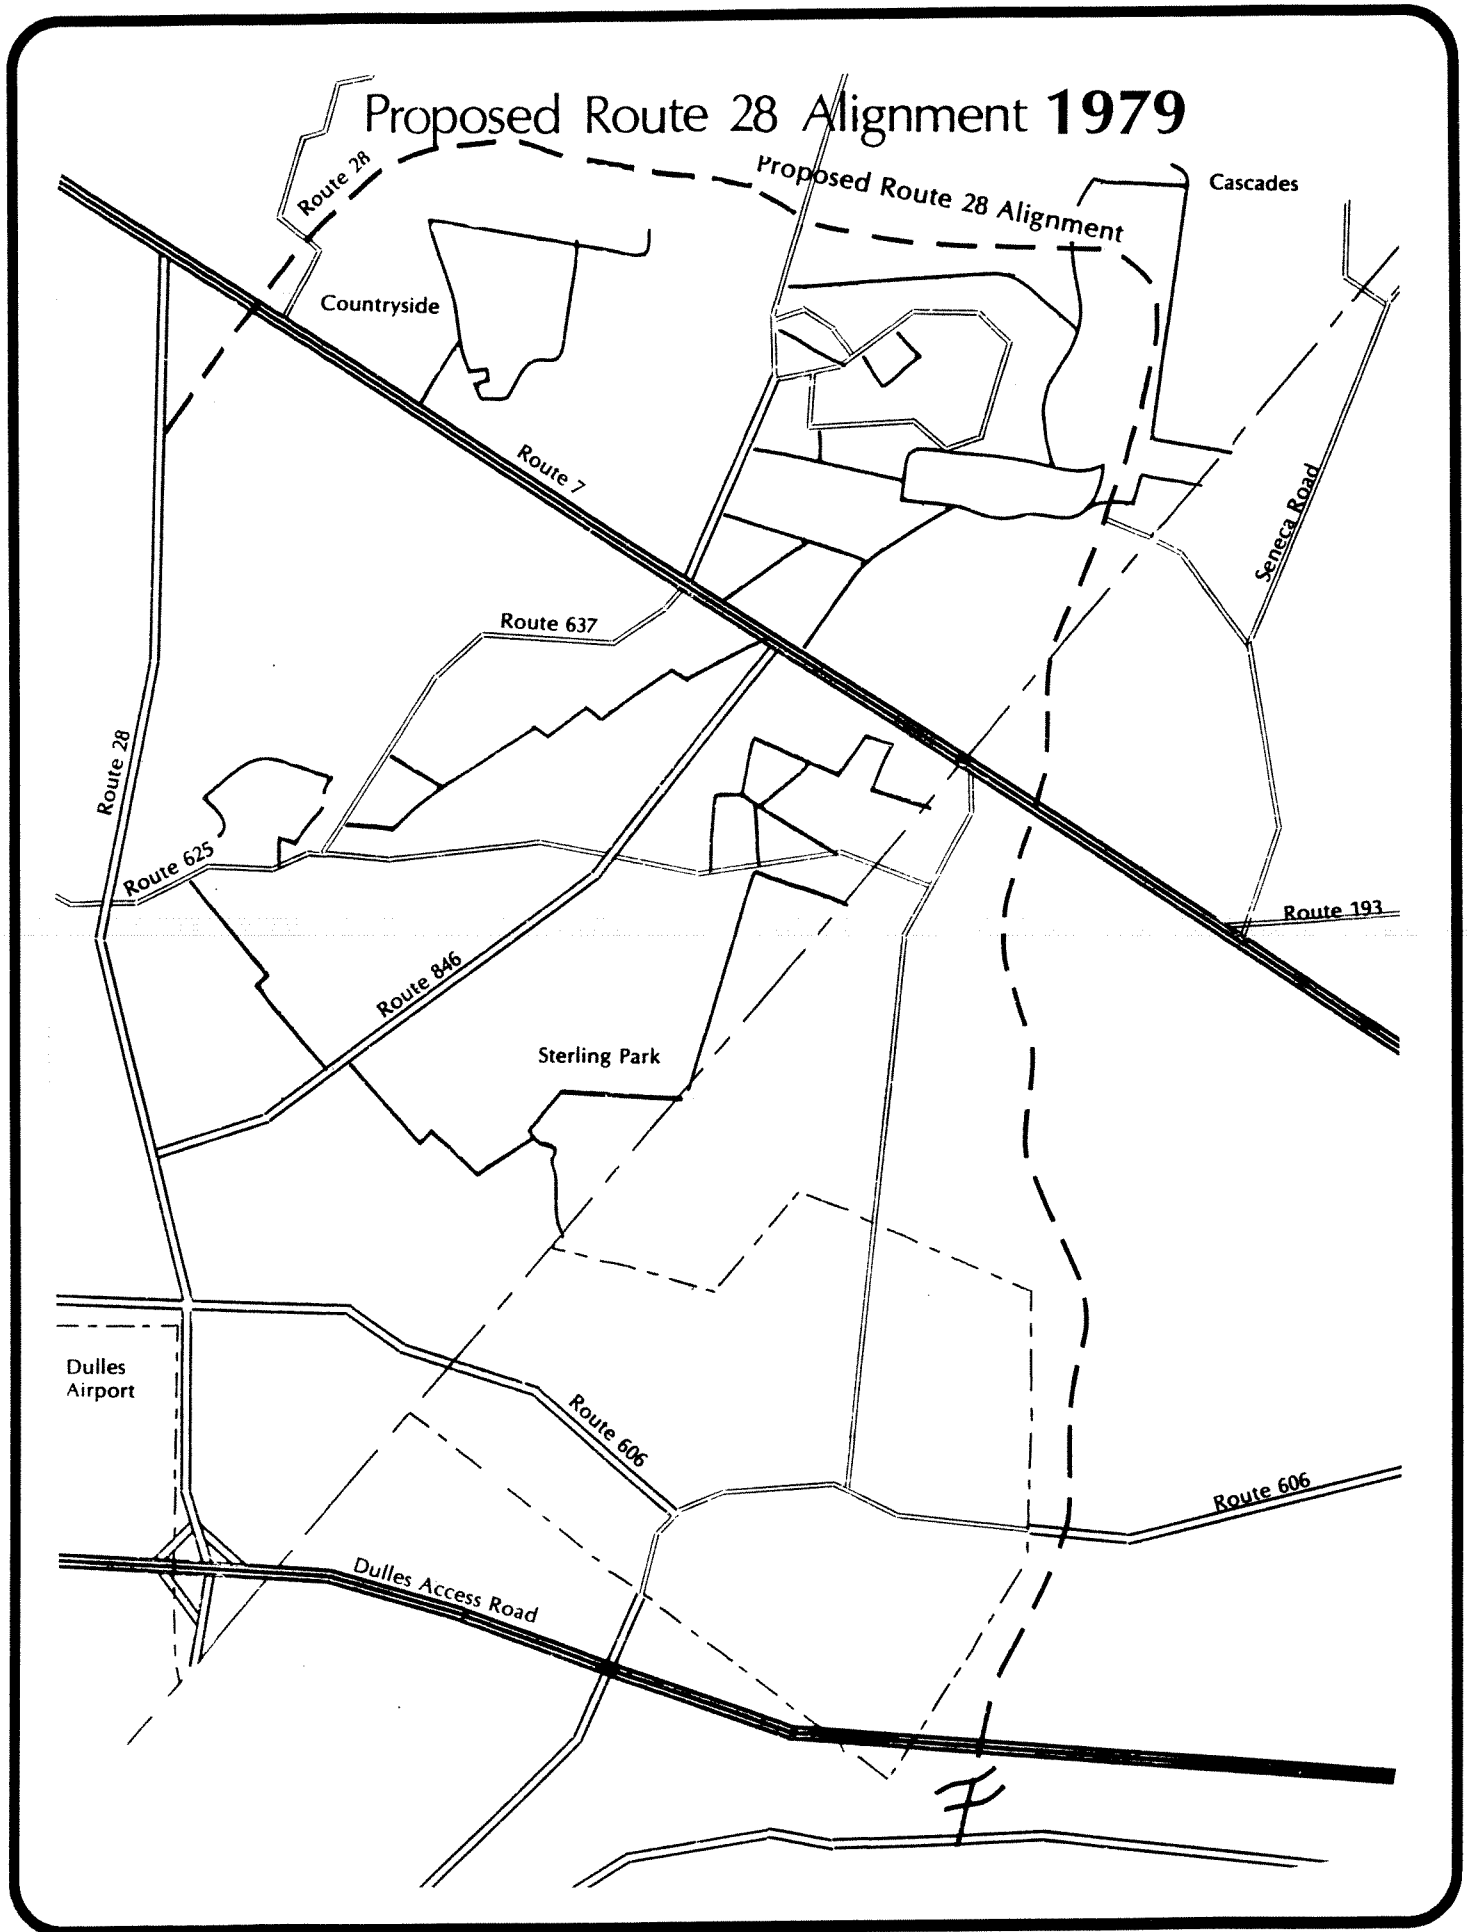 Proposed Route 28 Alignment 1979
Route 28
Proposed Route 28 Alignment
Cascades
Countryside
Route 7
Seneca Road
Route 637
Route 28
Route 625
Route 193
Route 846
Sterling Park
Dulles
Airport
Route 606
Route 606
Dulles Access Road